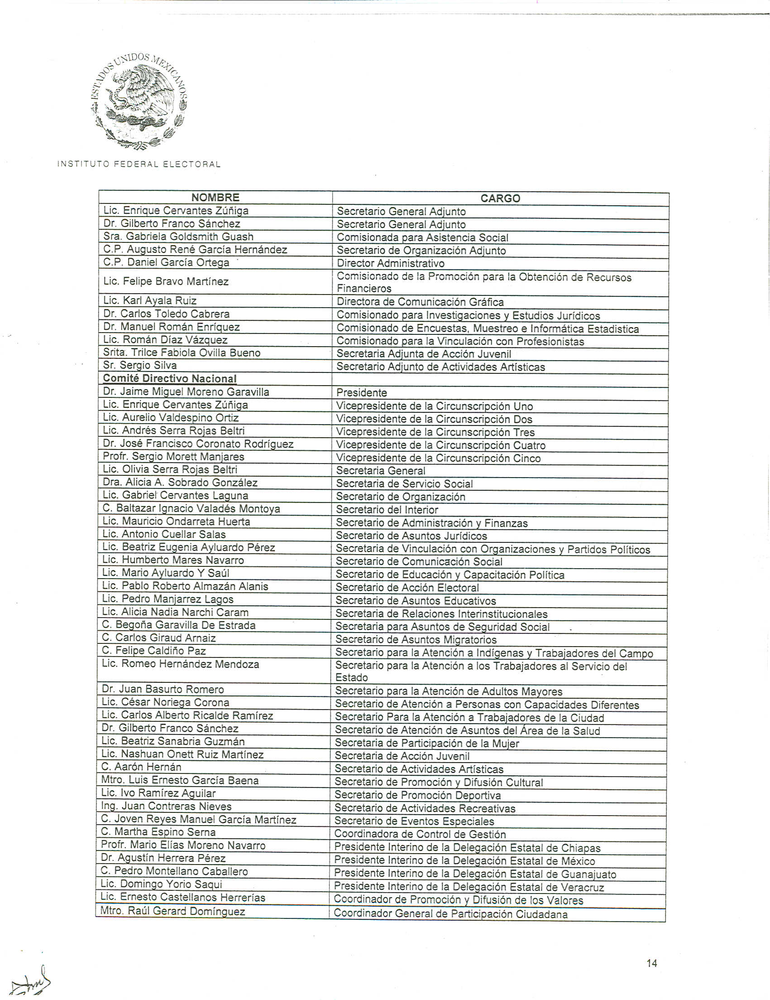 ESTADOS UNIDOS MEXICANOS
INSTITUTO FEDERAL ELECTORAL
NOMBRE CARGO
Lic. Enrique Cervantes Zúñiga Secretario General Adjunto
Dr. Gilberto Franco Sánchez Secretario General Adjunto
Sra. Gabriela Goldsmith Guash Comisionada para Asistencia Social
C.P. Augusto René García Hernández Secretario de Organización Adjunto
C.P. Daniel García Ortega Director Administrativo
Lic. Felipe Bravo Martínez Comisionado de la Promoción para la Obtención de Recursos
Financieros
Lic. Karl Ayala Ruiz Directora de Comunicación Gráfica
Dr. Carlos Toledo Cabrera Comisionado para Investigaciones y Estudios Jurídicos
Dr. Manuel Román Enríquez Comisionado de Encuestas, Muestreo e Informática Estadistica
Lic. Román Díaz Vázquez Comisionado para la Vinculación con Profesionistas
Srita. Trilce Fabiola Ovilla Bueno Secretaria Adjunta de Acción Juvenil
Sr. Sergio Silva Secretario Adjunto de Actividades Artísticas
Comité Directivo Nacional
Dr. Jaime Miguel Moreno Garavilla Presidente
Lic. Enrique Cervantes Zúñiga Vicepresidente de la Circunscripción Uno
Lic. Aurelio Valdespino Ortiz Vicepresidente de la Circunscripción Dos
Lic. Andrés Serra Rojas Beltri Vicepresidente de la Circunscripción Tres
Dr. José Francisco Coronato Rodríguez Vicepresidente de la Circunscripción Cuatro
Profr. Sergio Morett Manjares Vicepresidente de la Circunscripción Cinco
Lic. Olivia Serra Rojas Beltri Secretaria General
Dra. Alicia A. Sobrado González Secretaria de Servicio Social
Lic. Gabriel Cervantes Laguna Secretario de Organización
C. Baltazar Ignacio Valadés Montoya Secretario del Interior
Lic. Mauricio Ondarreta Huerta Secretario de Administración y Finanzas
Lic. Antonio Cuellar Salas Secretario de Asuntos Jurídicos
Lic. Beatriz Eugenia Ayluardo Pérez Secretaria de Vinculación con Organizaciones y Partidos Políticos
Lic. Humberto Mares Navarro Secretario de Comunicación Social
Lic. Mario Ayluardo Y Saúl Secretario de Educación y Capacitación Política
Lic. Pablo Roberto Almazán Alanis Secretario de Acción Electoral
Lic. Pedro Manjarrez Lagos Secretario de Asuntos Educativos
Lic. Alicia Nadia Narchi Caram Secretaria de Relaciones Interinstitucionales
C. Begoña Garavilla De Estrada Secretaria para Asuntos de Seguridad Social
C. Carlos Giraud Arnaiz Secretario de Asuntos Migratorios
C. Felipe Caldiño Paz Secretario para la Atención a Indígenas y Trabajadores del Campo
Lic. Romeo Hernández Mendoza Secretario para la Atención a los Trabajadores al Servicio del
Estado
Dr. Juan Basurto Romero Secretario para la Atención de Adultos Mayores
Lic. César Noriega Corona Secretario de Atención a Personas con Capacidades Diferentes
Lic. Carlos Alberto Ricalde Ramírez Secretario Para la Atención a Trabajadores de la Ciudad
Dr. Gilberto Franco Sánchez Secretario de Atención de Asuntos del Área de la Salud
Lic. Beatriz Sanabria Guzmán Secretaria de Participación de la Mujer
Lic. Nashuan Onett Ruiz Martínez Secretaria de Acción Juvenil
C. Aarón Hernán Secretario de Actividades Artísticas
Mtro. Luis Ernesto García Baena Secretario de Promoción y Difusión Cultural
Lic. Ivo Ramírez Aguilar Secretario de Promoción Deportiva
Ing. Juan Contreras Nieves Secretario de Actividades Recreativas
C. Joven Reyes Manuel García Martínez Secretario de Eventos Especiales
C. Martha Espino Serna Coordinadora de Control de Gestión
Profr. Mario Elías Moreno Navarro Presidente Interino de la Delegación Estatal de Chiapas
Dr. Agustín Herrera Pérez Presidente Interino de la Delegación Estatal de México
C. Pedro Montellano Caballero Presidente Interino de la Delegación Estatal de Guanajuato
Lic. Domingo Yorio Saqui Presidente Interino de la Delegación Estatal de Veracruz
Lic. Ernesto Castellanos Herrerías Coordinador de Promoción y Difusión de los Valores
Mtro. Raúl Gerard Domínguez Coordinador General de Participación Ciudadana
14